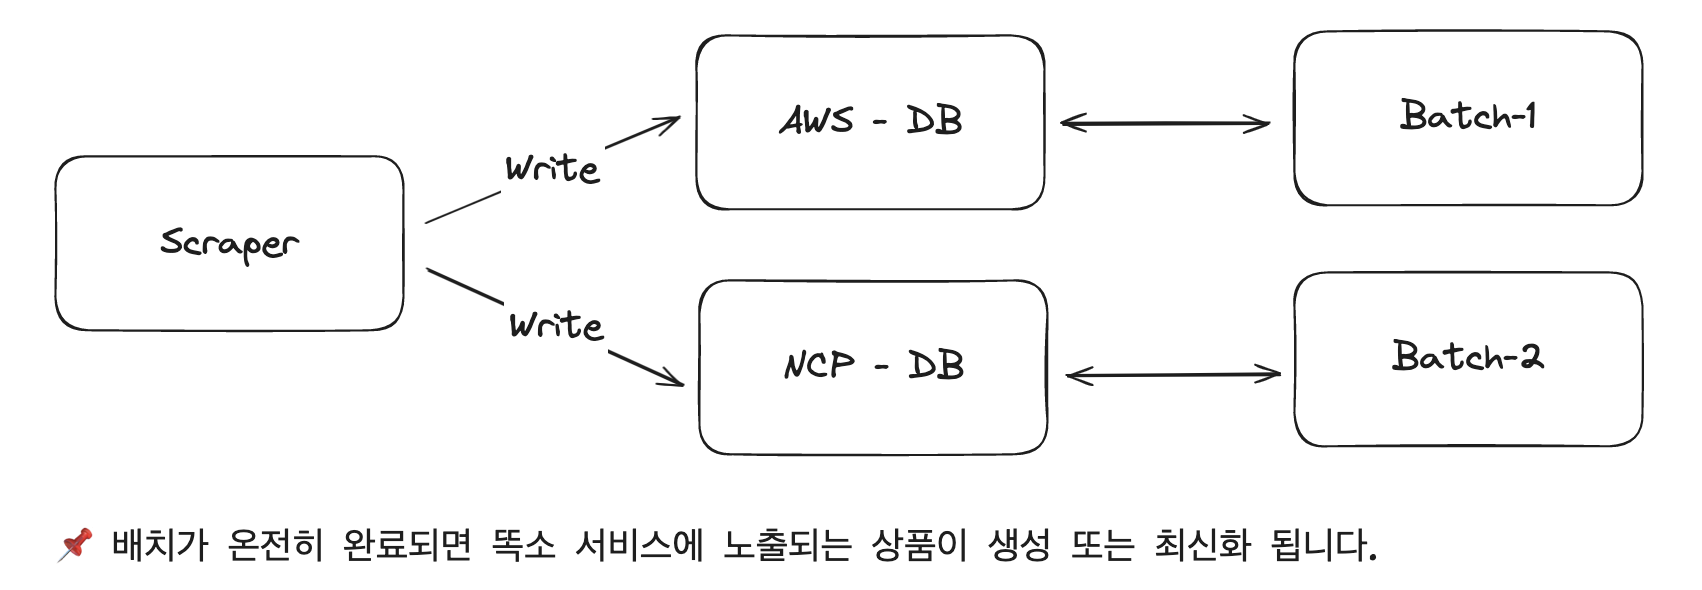 Scraper
Write
Write
AWS - DB
NCP - DB
Batch-1
Batch-2
📌 배치가 온전히 완료되면 똑소 서비스에 노출되는 상품이 생성 또는 최신화 됩니다.